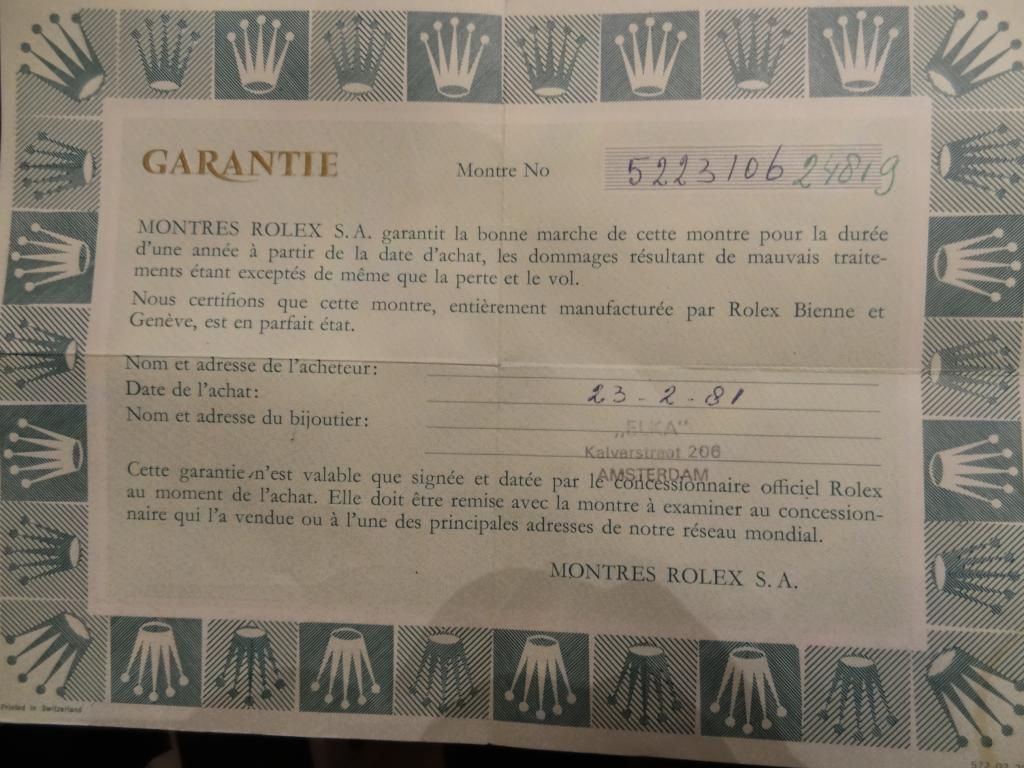 GARANTIE Montre No 5223106 24819
MONTRES ROLEX S. A. garantit la bonne marche de cette montre pour la durée
d'une année à partir de la date d'achat, les dommages résultant de mauvais traite-
ments étant exceptés de même que la perte et le vol.
Nous certifions que cette montre, entièrement manufacturée par Rolex Bienne et
Genève, est en parfait état.
Nom et adresse de l'acheteur:
Date de l'achat: 23-2-81
Nom et adresse du bijoutier:
„ELKA"
Kalverstraat 206
AMSTERDAM
Cette garantie n'est valable que signée et datée par le concessionnaire officiel Rolex
au moment de l'achat. Elle doit être remise avec la montre à examiner au concession-
naire qui l'a vendue ou à l'une des principales adresses de notre réseau mondial.
MONTRES ROLEX S. A.
Printed in Switzerland